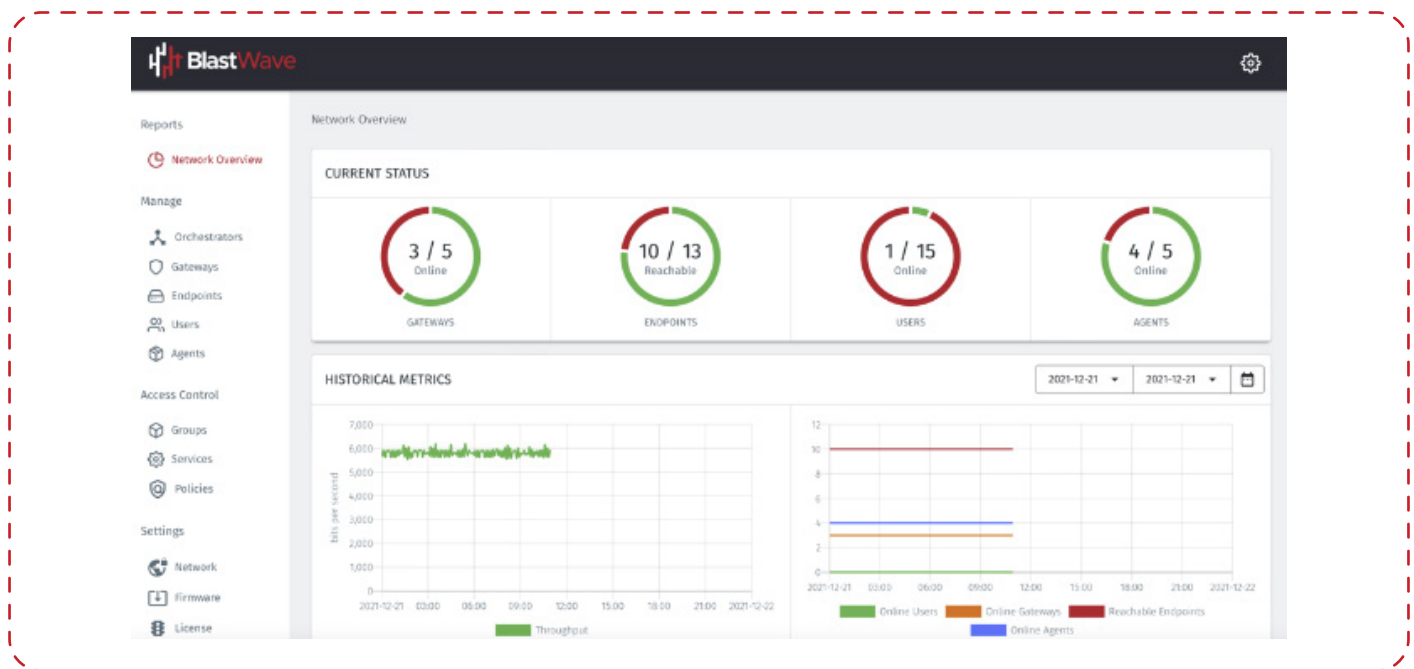 BlastWave
Reports
Network Overview
Manage
Orchestrators
Gateways
Endpoints
Users
Agents
Access Control
Groups
Services
Policies
Settings
Network
Firmware
License
Network Overview
CURRENT STATUS
3 / 5
Online
GATEWAYS
10 / 13
Reachable
ENDPOINTS
1 / 15
Online
USERS
4 / 5
Online
AGENTS
HISTORICAL METRICS
2021-12-21
2021-12-21
bits per second
7,000
6,000
5,000
4,000
3,000
2,000
1,000
0
2021-12-21 03:00 06:00 09:00 12:00 15:00 18:00 21:00 2021-12-22
Throughput
12
10
8
6
4
2
0
2021-12-21 03:00 06:00 09:00 12:00 15:00 18:00 21:00 2021-12-22
Online Users Online Gateways Reachable Endpoints
Online Agents